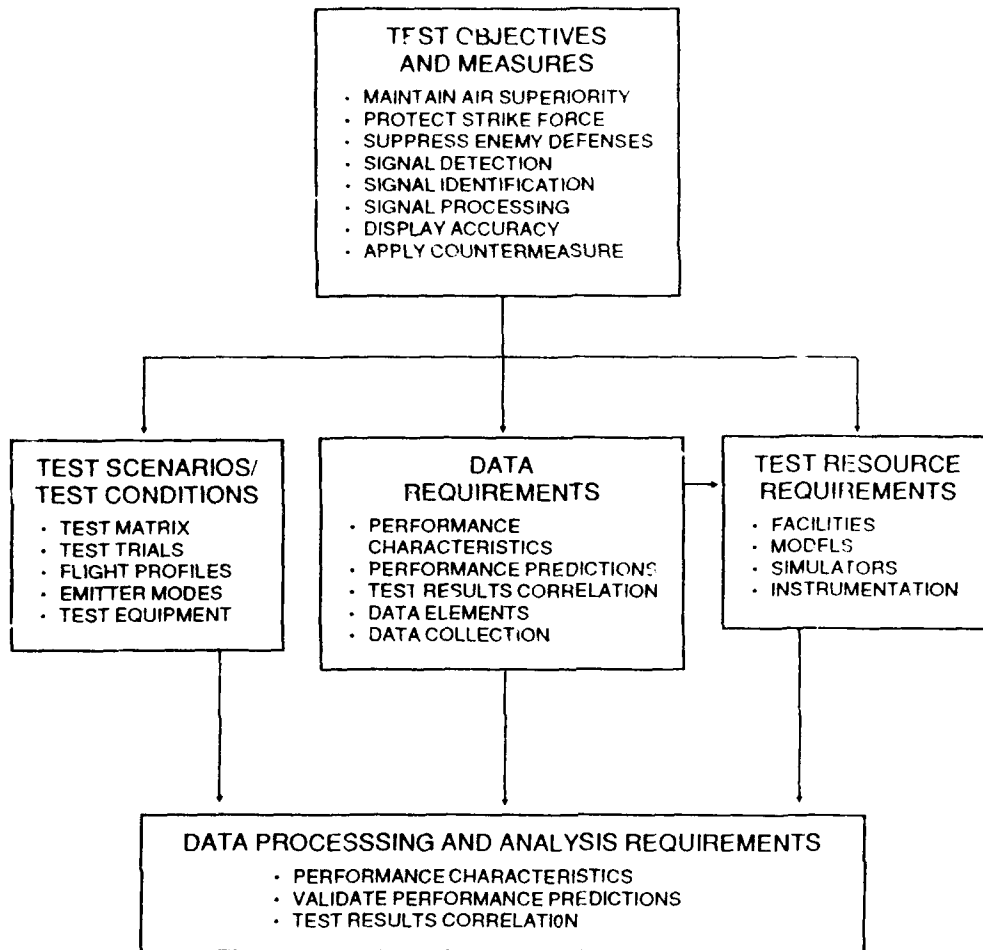 TEST OBJECTIVES
AND MEASURES
· MAINTAIN AIR SUPERIORITY
· PROTECT STRIKE FORCE
· SUPPRESS ENEMY DEFENSES
· SIGNAL DETECTION
· SIGNAL IDENTIFICATION
· SIGNAL PROCESSING
· DISPLAY ACCURACY
· APPLY COUNTERMEASURE
TEST SCENARIOS/
TEST CONDITIONS
· TEST MATRIX
· TEST TRIALS
· FLIGHT PROFILES
· EMITTER MODES
· TEST EQUIPMENT
DATA
REQUIREMENTS
· PERFORMANCE
CHARACTERISTICS
· PERFORMANCE PREDICTIONS
· TEST RESULTS CORRELATION
· DATA ELEMENTS
· DATA COLLECTION
TEST RESOURCE
REQUIREMENTS
· FACILITIES
· MODELS
· SIMULATORS
· INSTRUMENTATION
DATA PROCESSSING AND ANALYSIS REQUIREMENTS
· PERFORMANCE CHARACTERISTICS
· VALIDATE PERFORMANCE PREDICTIONS
· TEST RESULTS CORRELATION